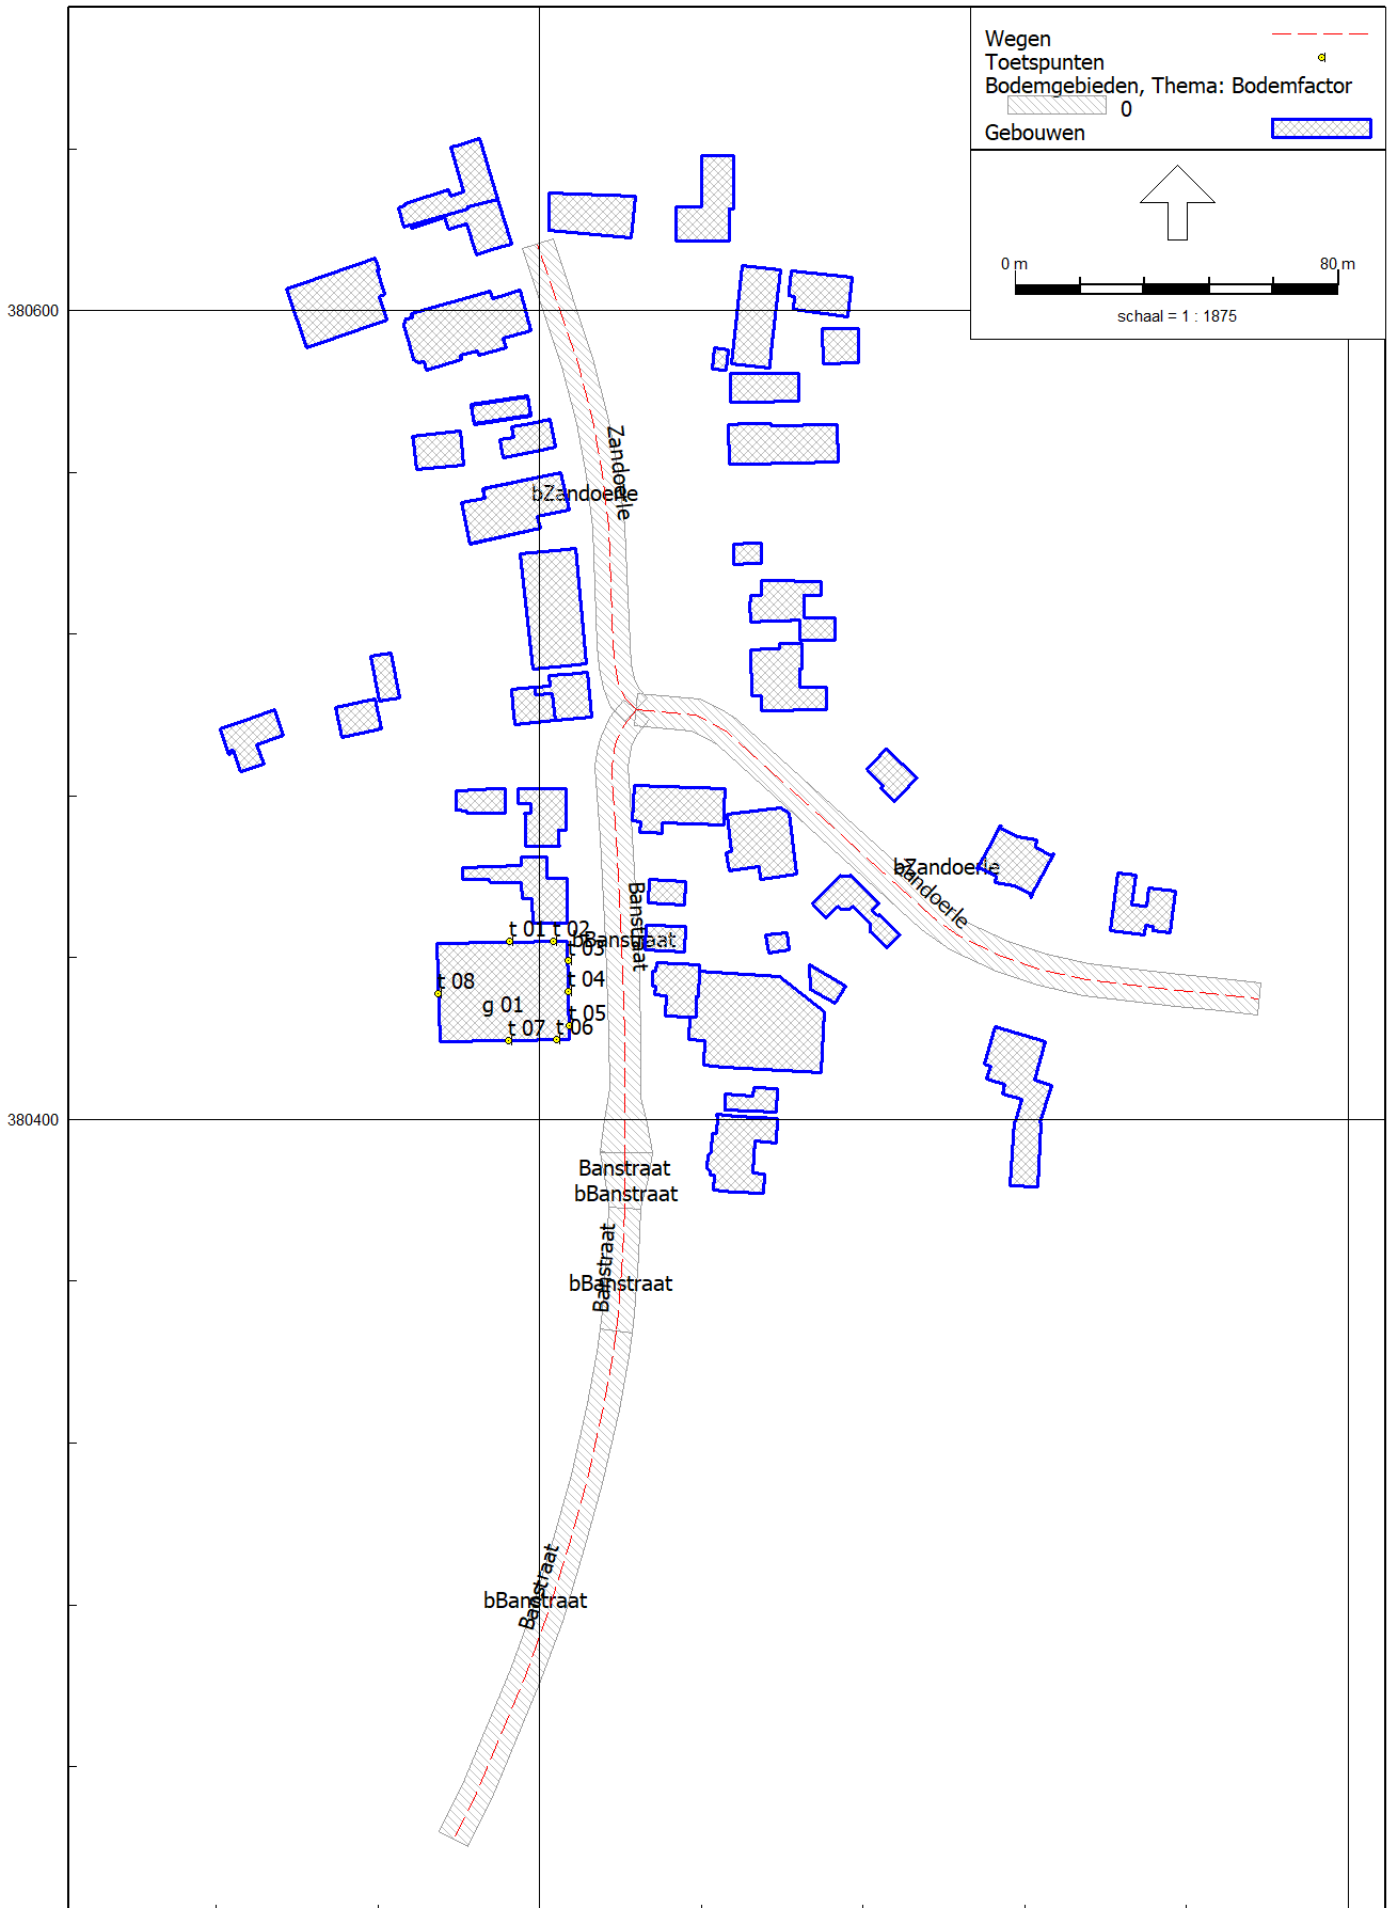 Wegen
Toetspunten
Bodemgebieden, Thema: Bodemfactor
0
Gebouwen
0 m 80 m
schaal = 1 : 1875
380600
Zandoerle
bZandoerle
bZandoerle
Zandoerle
Banstraat
t 01 t 02
bBanstraat
t 03
t 08
t 04
g 01
t 05
t 07 t 06
380400
Banstraat
bBanstraat
Banstraat
bBanstraat
Banstraat
bBanstraat